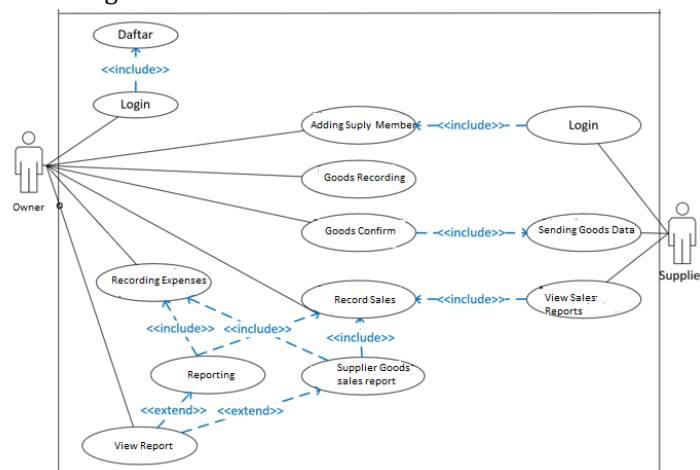 Daftar
<<include>>
Login
Adding Suply Member
<<include>>
Login
Goods Recording
Owner
Goods Confirm
<<include>>
Sending Goods Data
Supplie
Recording Expenses
Record Sales
<<include>>
View Sales
Reports
<<include>>
<<include>>
<<include>>
Reporting
Supplier Goods
sales report
<<extend>>
<<extend>>
View Report